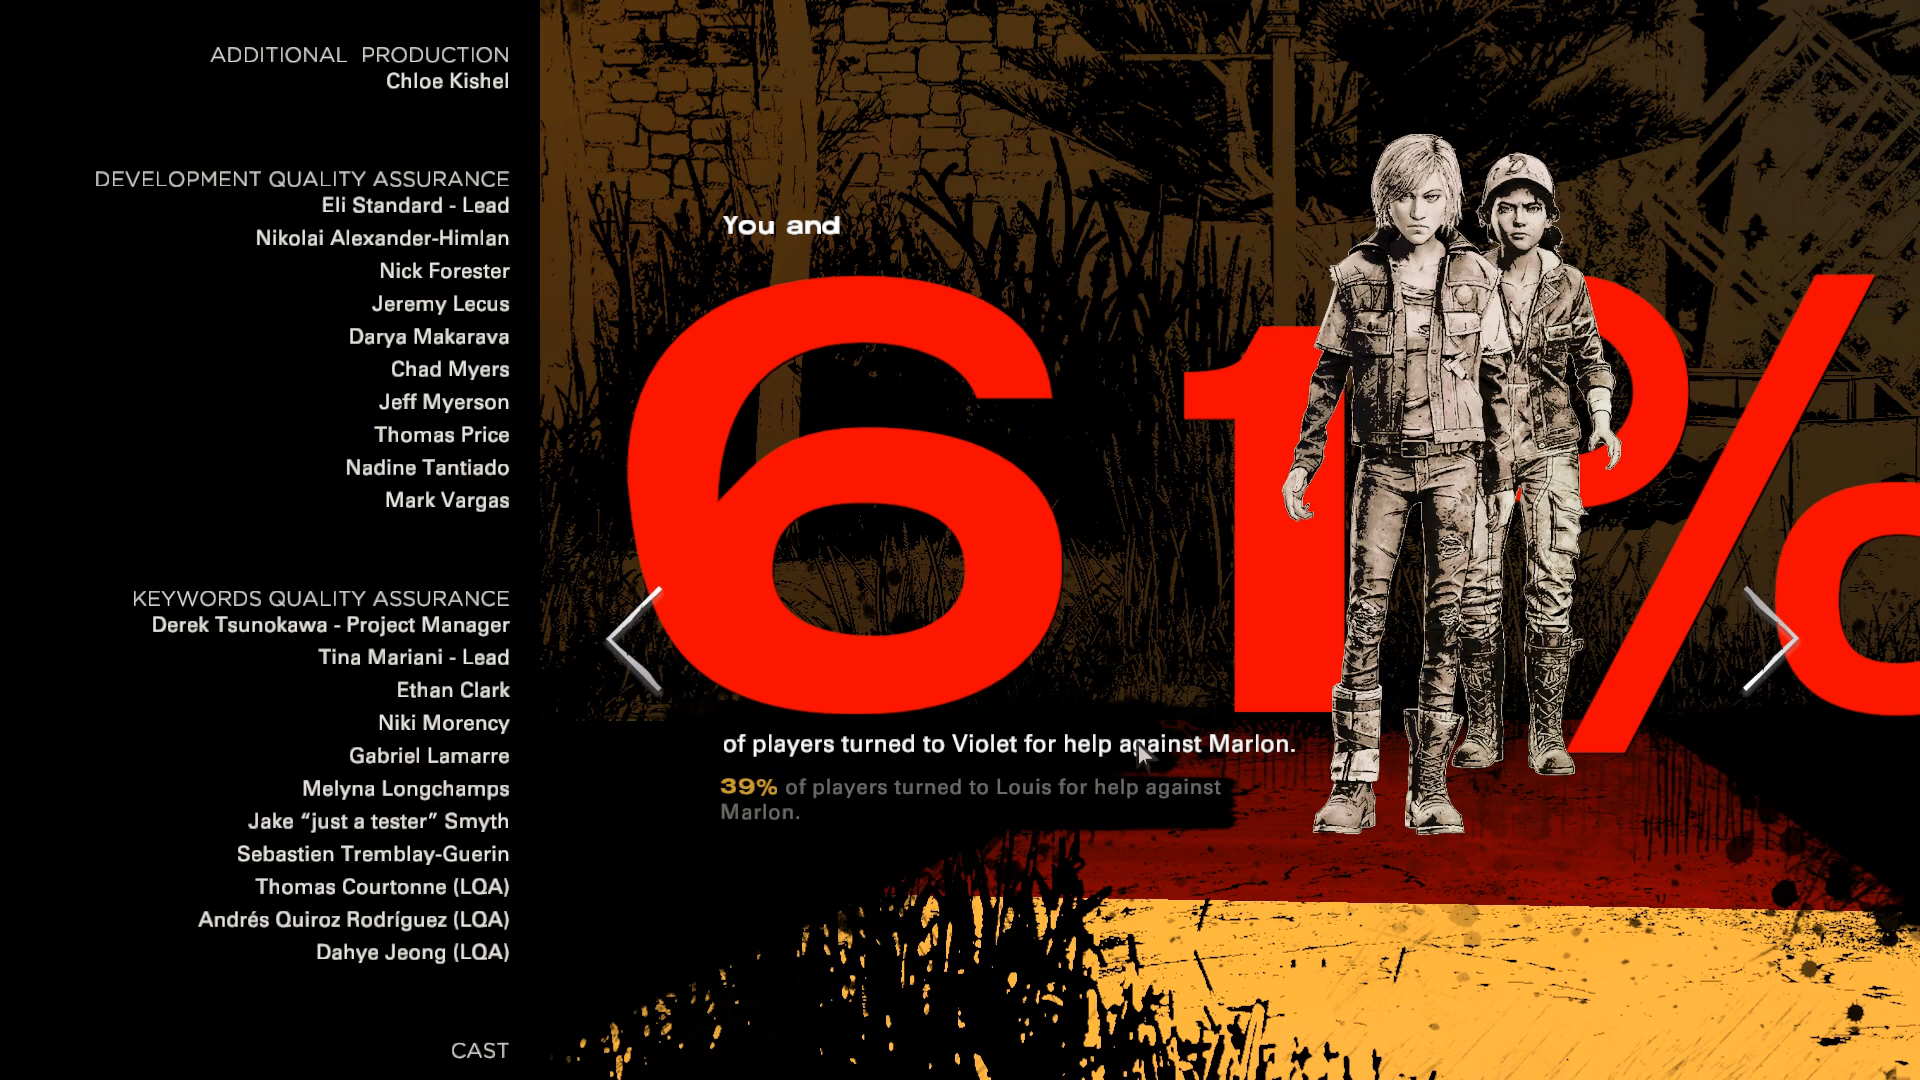 ADDITIONAL PRODUCTION
Chloe Kishel
DEVELOPMENT QUALITY ASSURANCE
Eli Standard - Lead
Nikolai Alexander-Himlan
Nick Forester
Jeremy Lecus
Darya Makarava
Chad Myers
Jeff Myerson
Thomas Price
Nadine Tantiado
Mark Vargas
KEYWORDS QUALITY ASSURANCE
Derek Tsunokawa - Project Manager
Tina Mariani - Lead
Ethan Clark
Niki Morency
Gabriel Lamarre
Melyna Longchamps
Jake “just a tester” Smyth
Sebastien Tremblay-Guerin
Thomas Courtonne (LQA)
Andrés Quiroz Rodríguez (LQA)
Dahye Jeong (LQA)
CAST
You and
61%
of players turned to Violet for help against Marlon.
39% of players turned to Louis for help against
Marlon.